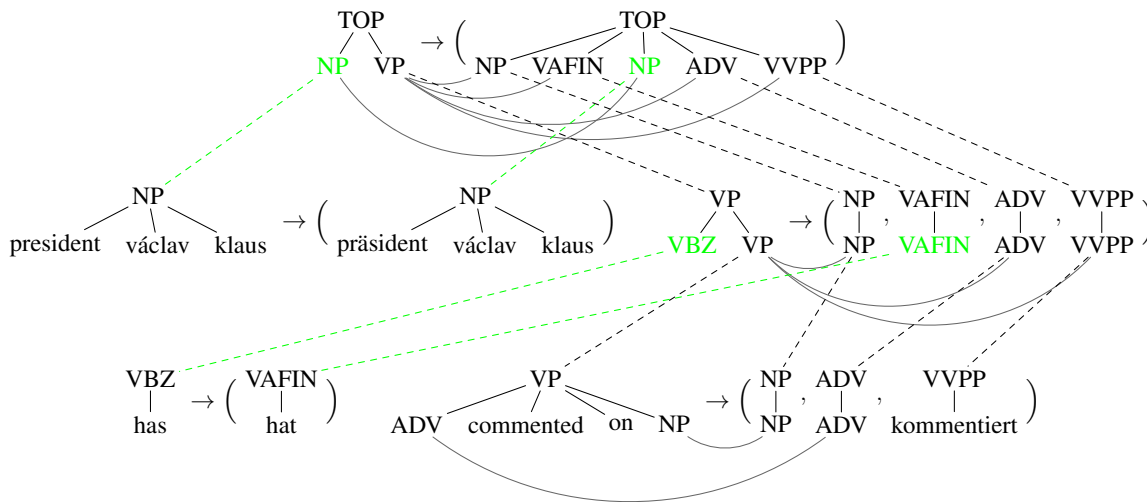 TOP → ( TOP )
NP VP NP VAFIN NP ADV VVPP
NP → ( NP ) VP → ( NP , VAFIN , ADV , VVPP )
president václav klaus präsident václav klaus VBZ VP NP VAFIN ADV VVPP
VBZ → ( VAFIN ) VP → ( NP , ADV , VVPP )
has hat ADV commented on NP NP ADV kommentiert